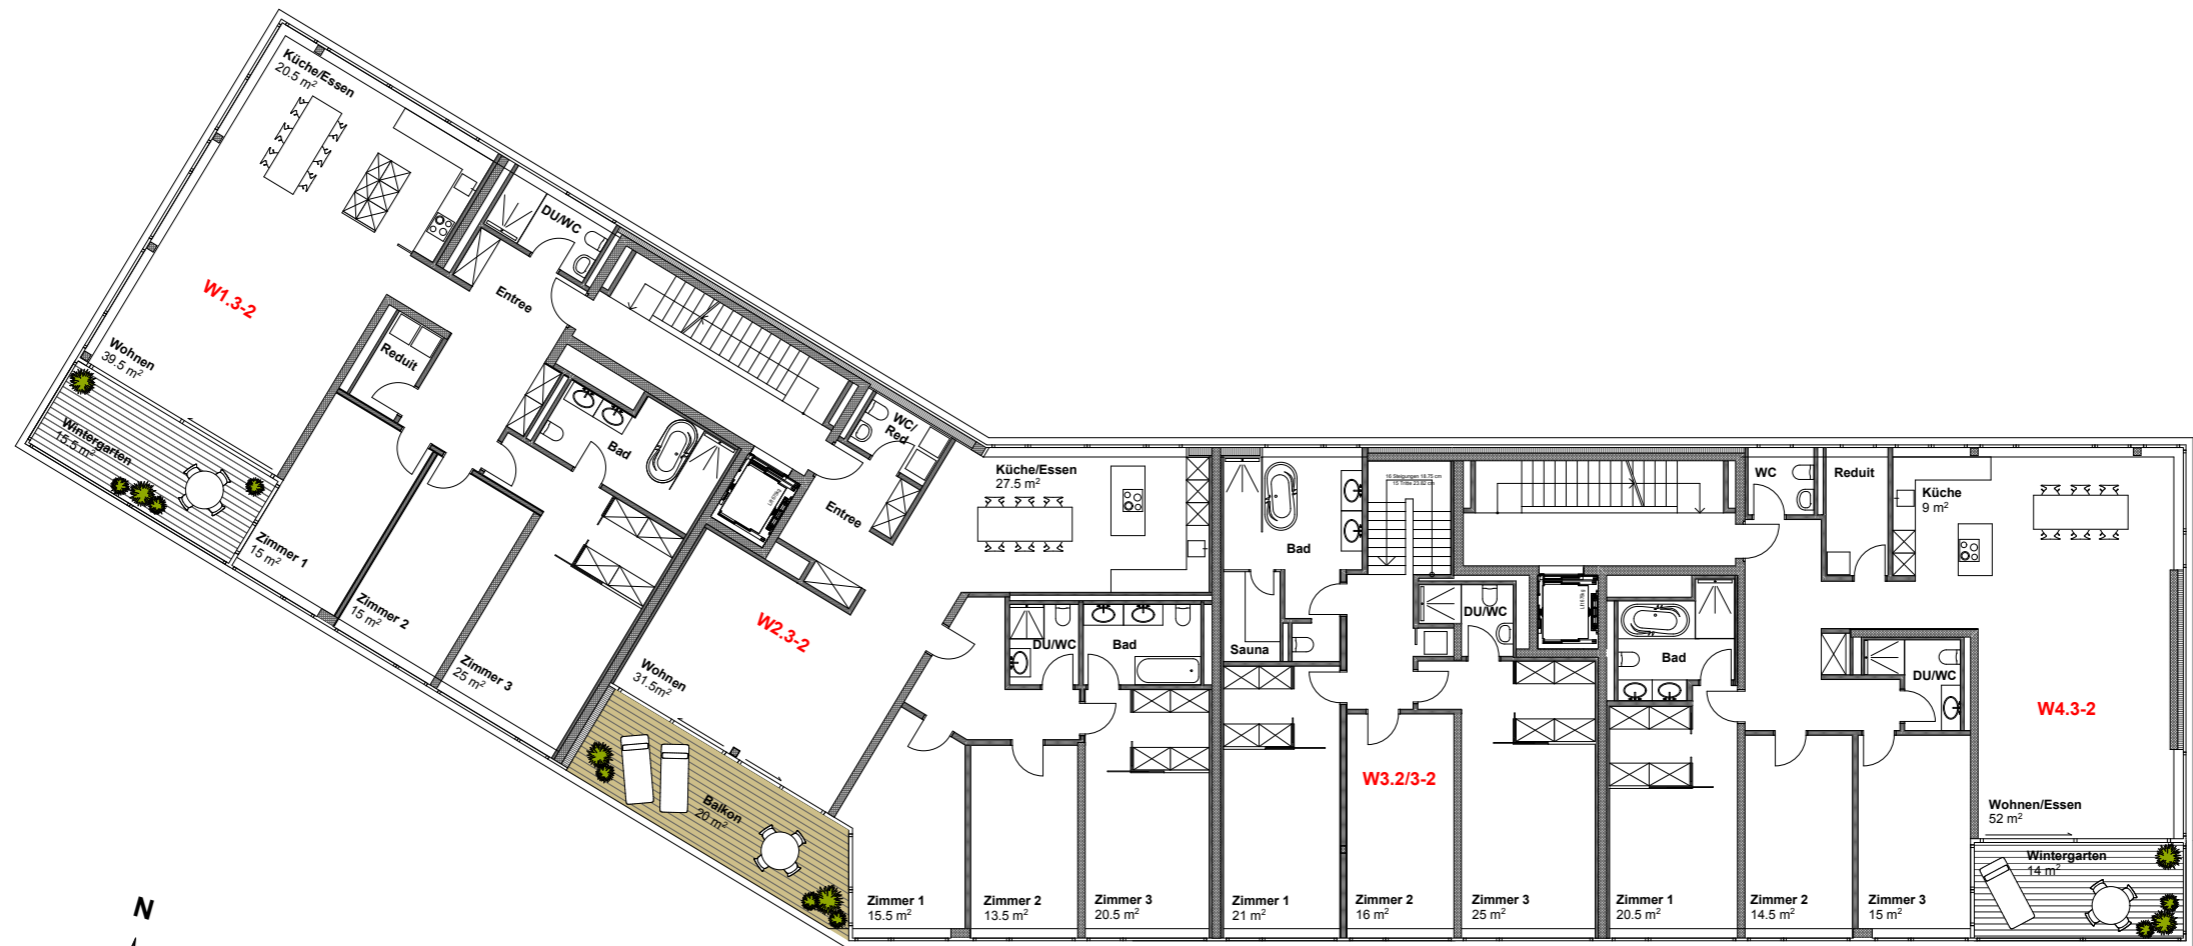 Küche/Essen
20.5 m²
DU/WC
Entree
W1.3-2
Wohnen
39.5 m²
Reduit
Wintergarten
15.5 m²
Bad
Zimmer 1
15 m²
Zimmer 2
15 m²
Zimmer 3
25 m²
WC/
Red.
Entree
Küche/Essen
27.5 m²
W2.3-2
Wohnen
31.5m²
DU/WC
Bad
Balkon
20 m²
Zimmer 1
15.5 m²
Zimmer 2
13.5 m²
Zimmer 3
20.5 m²
Bad
Sauna
DU/WC
W3.2/3-2
Zimmer 1
21 m²
Zimmer 2
16 m²
Zimmer 3
25 m²
WC
Reduit
Küche
9 m²
Bad
DU/WC
W4.3-2
Wohnen/Essen
52 m²
Wintergarten
14 m²
Zimmer 1
20.5 m²
Zimmer 2
14.5 m²
Zimmer 3
15 m²
N